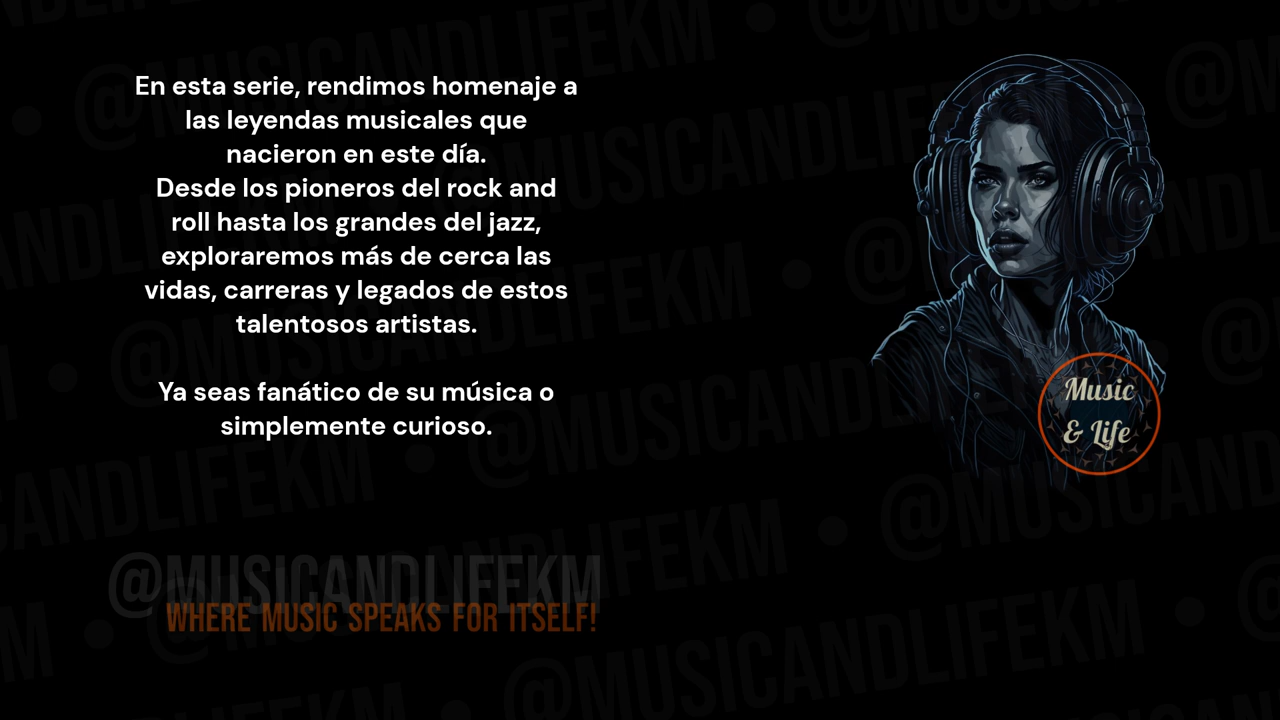 En esta serie, rendimos homenaje a
las leyendas musicales que
nacieron en este día.
Desde los pioneros del rock and
roll hasta los grandes del jazz,
exploraremos más de cerca las
vidas, carreras y legados de estos
talentosos artistas.
Ya seas fanático de su música o
simplemente curioso.
Music
& Life
@MUSICANDLIFEKM
WHERE MUSIC SPEAKS FOR ITSELF!